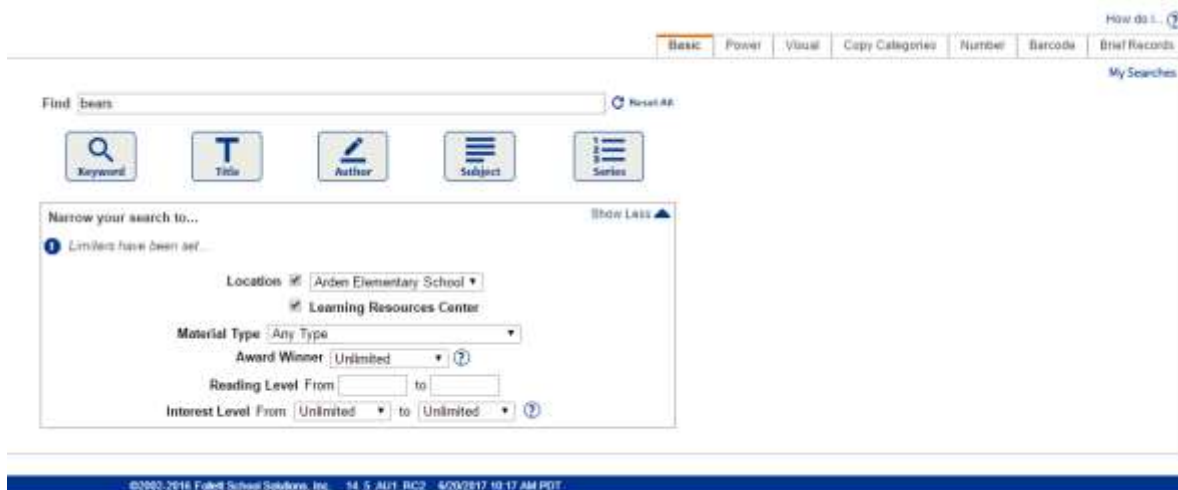 How do I...
Basic Power Visual Copy Categories Number Barcode Brief Records
My Searches
Find bears Reset All
Keyword Title Author Subject Series
Narrow your search to... Show Less
Limiters have been set...
Location Arden Elementary School
Learning Resources Center
Material Type Any Type
Award Winner Unlimited
Reading Level From to
Interest Level From Unlimited to Unlimited
©2002-2016 Follett School Solutions, Inc. 14_5_AU1_RC2 6/20/2017 10:17 AM PDT